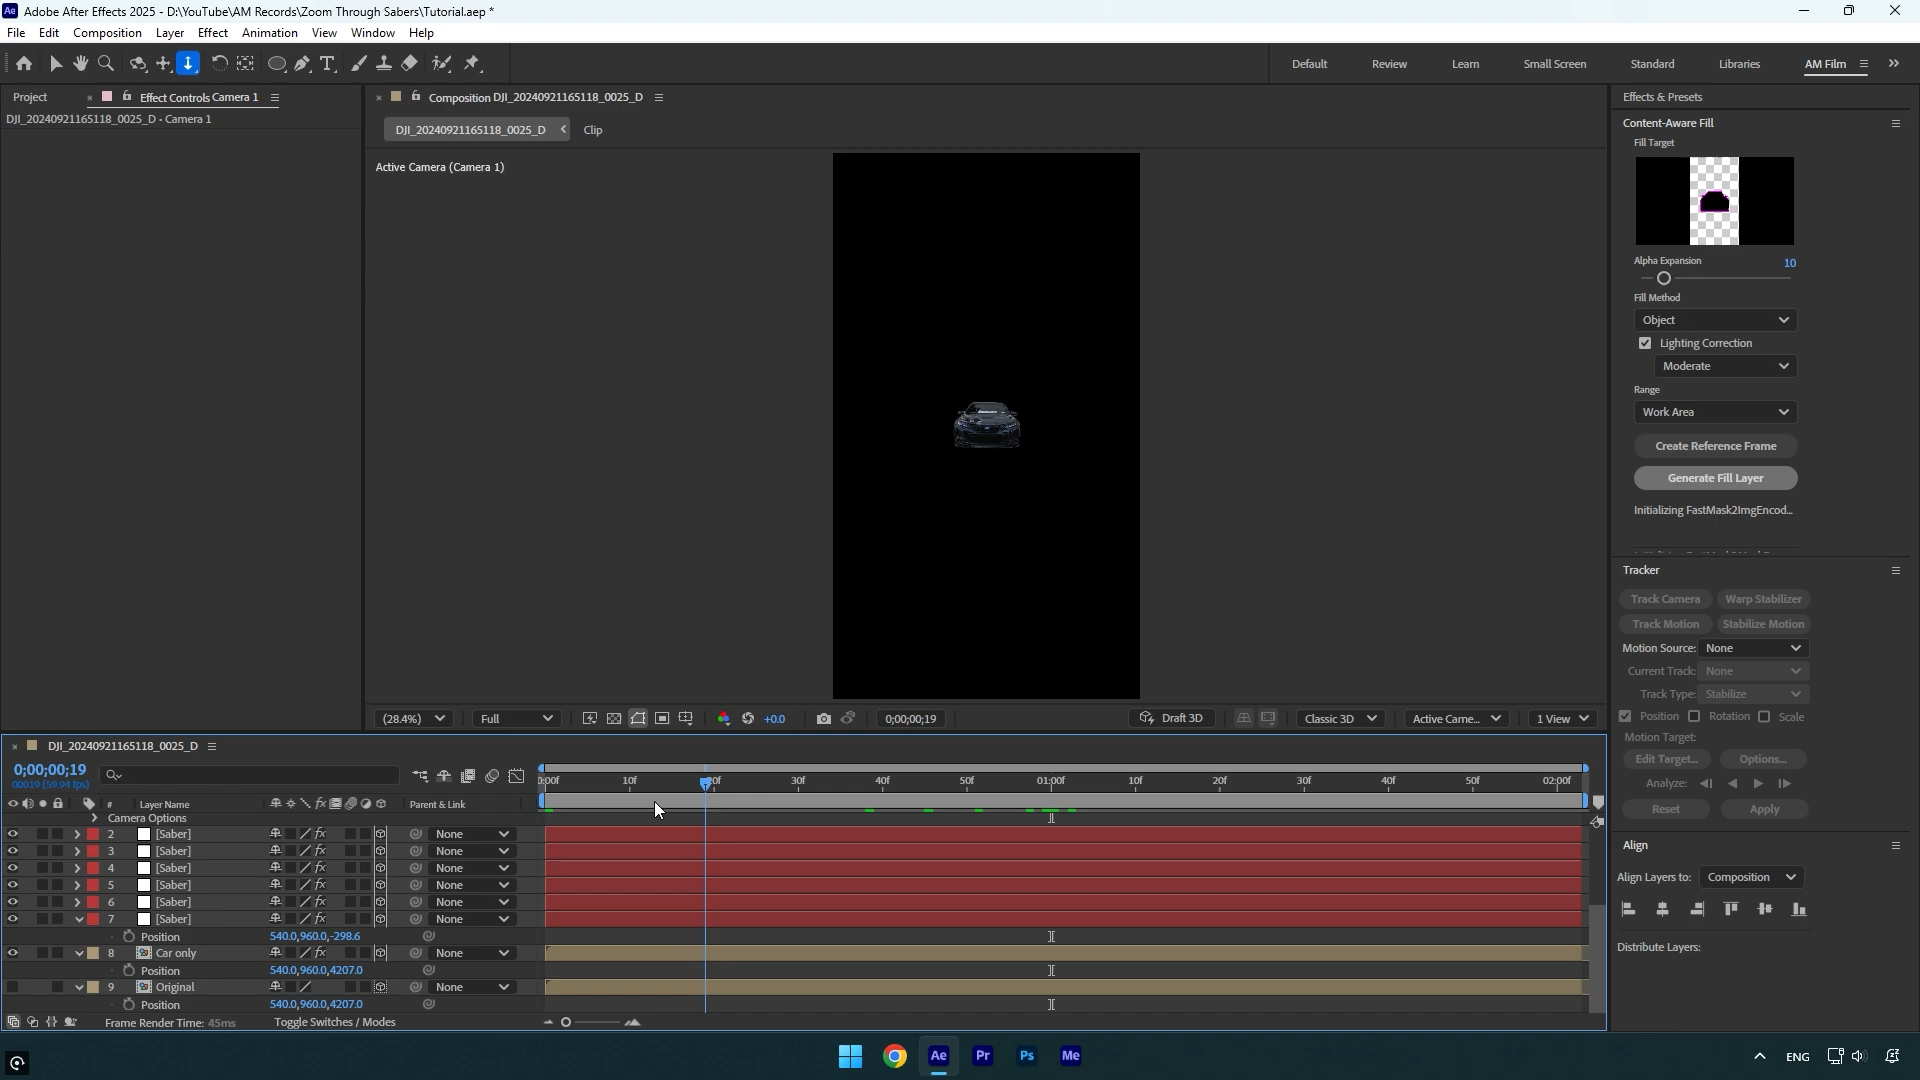 Adobe After Effects 2025 - D:\YouTube\AM Records\Zoom Through Sabers\Tutorial.aep *
File Edit Composition Layer Effect Animation View Window Help
Default Review Learn Small Screen Standard Libraries AM Film
Project Effect Controls Camera 1
DJI_20240921165118_0025_D - Camera 1
Composition DJI_20240921165118_0025_D
DJI_20240921165118_0025_D Clip
Active Camera (Camera 1)
Effects & Presets
Content-Aware Fill
Fill Target
Alpha Expansion 10
Fill Method
Object
Lighting Correction
Moderate
Range
Work Area
Create Reference Frame
Generate Fill Layer
Initializing FastMask2ImgEncod...
Tracker
Track Camera Warp Stabilizer
Track Motion Stabilize Motion
Motion Source: None
Current Track: None
Track Type: Stabilize
Position Rotation Scale
Motion Target:
Edit Target... Options...
Analyze:
Reset Apply
Align
Align Layers to: Composition
Distribute Layers:
(28.4%) Full +0.0 0;00;00;19 Draft 3D Classic 3D Active Came... 1 View
DJI_20240921165118_0025_D
0;00;00;19
00019 (59.94 fps)
0:00f 10f 20f 30f 40f 50f 01:00f 10f 20f 30f 40f 50f 02:00f
# Layer Name Parent & Link
Camera Options
2 [Saber] None
3 [Saber] None
4 [Saber] None
5 [Saber] None
6 [Saber] None
7 [Saber] None
Position 540.0,960.0,-298.6
8 Car only None
Position 540.0,960.0,4207.0
9 Original None
Position 540.0,960.0,4207.0
Frame Render Time: 45ms Toggle Switches / Modes
Ae Pr Ps Me
ENG